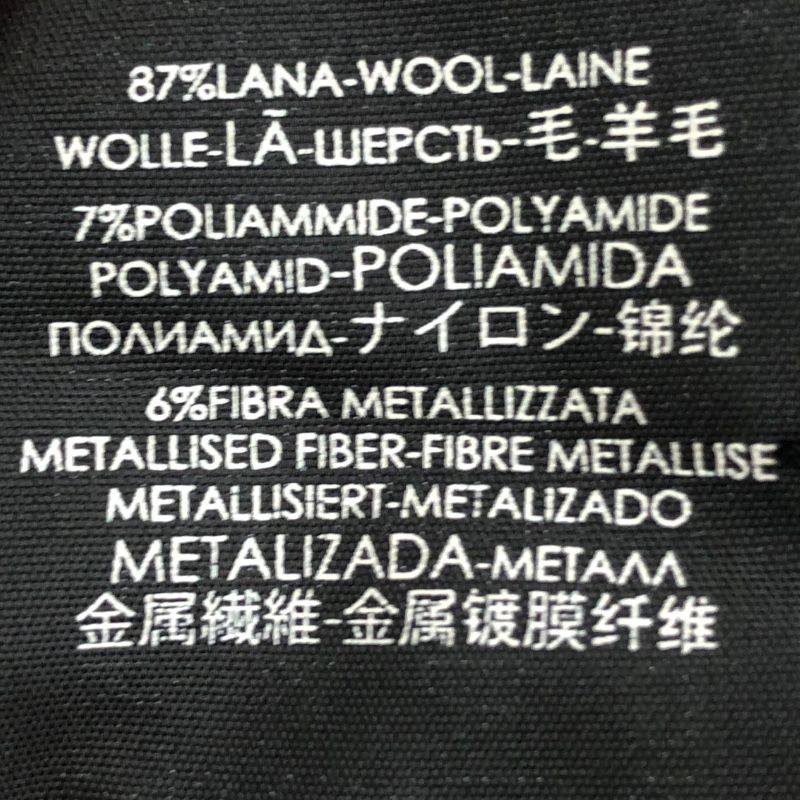 87%LANA-WOOL-LAINE
WOLLE-LÃ-ШЕРСТЬ-毛-羊毛
7%POLIAMMIDE-POLYAMIDE
POLYAMID-POLIAMIDA
ПОЛИАМИД-ナイロン-锦纶
6%FIBRA METALLIZZATA
METALLISED FIBER-FIBRE METALLISE
METALLISIERT-METALIZADO
METALIZADA-МЕТАЛЛ
金属繊維-金属镀膜纤维